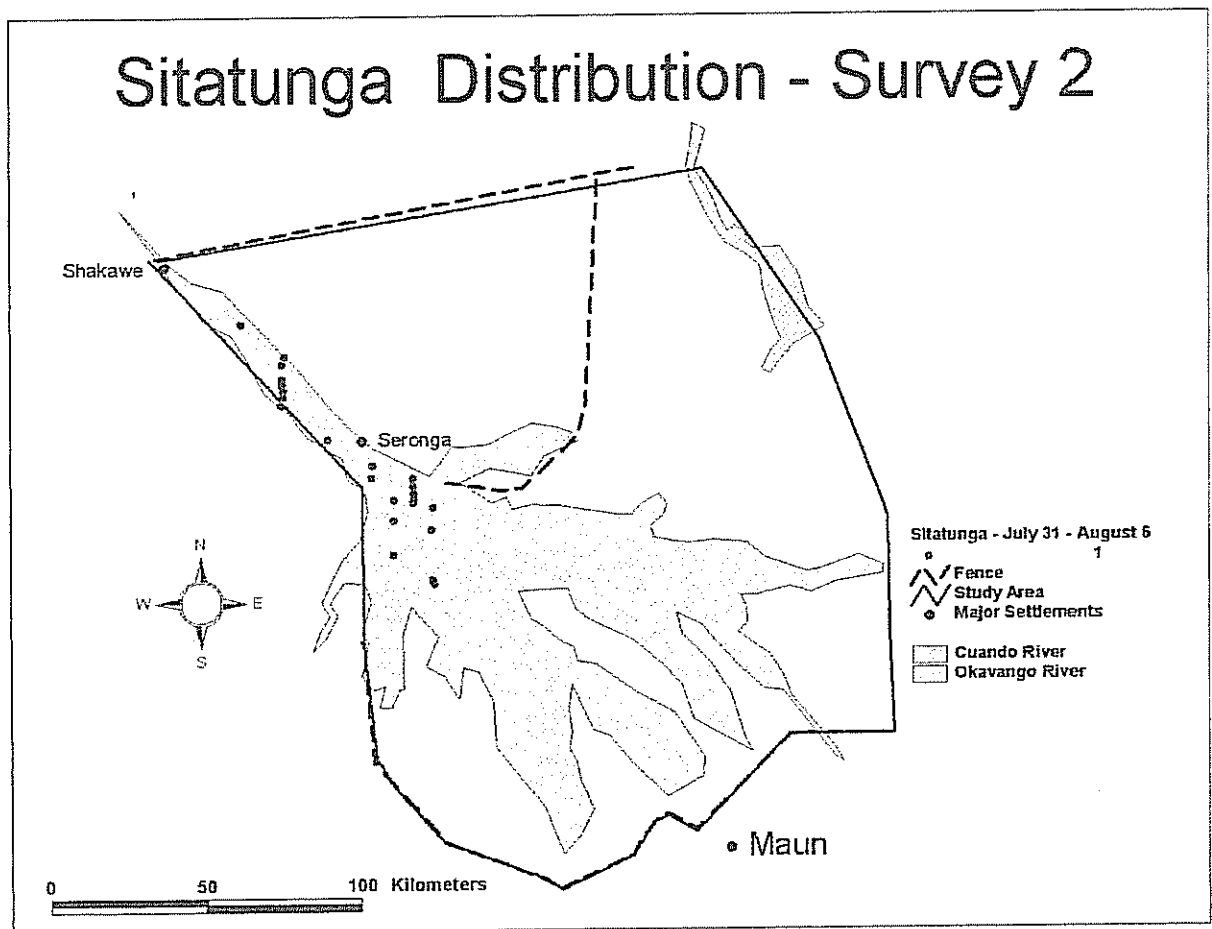 Sitatunga Distribution - Survey 2
Shakawe
Seronga
N
W E
S
Sitatunga - July 31 - August 6
1
Fence
Study Area
Major Settlements
Cuando River
Okavango River
Maun
0 50 100 Kilometers